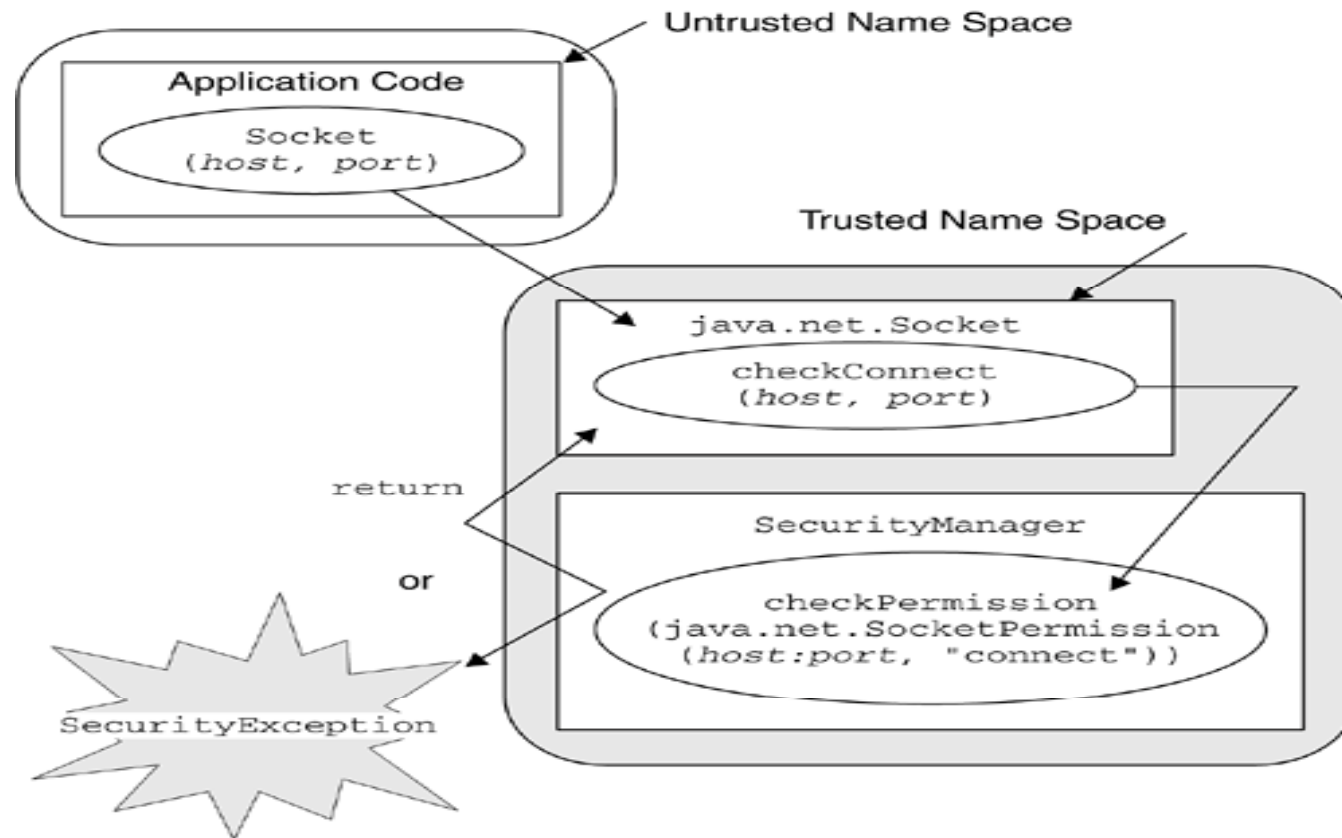 Untrusted Name Space
Application Code
Socket
(host, port)
Trusted Name Space
java.net.Socket
checkConnect
(host, port)
return
SecurityManager
or
checkPermission
(java.net.SocketPermission
(host:port, "connect"))
SecurityException